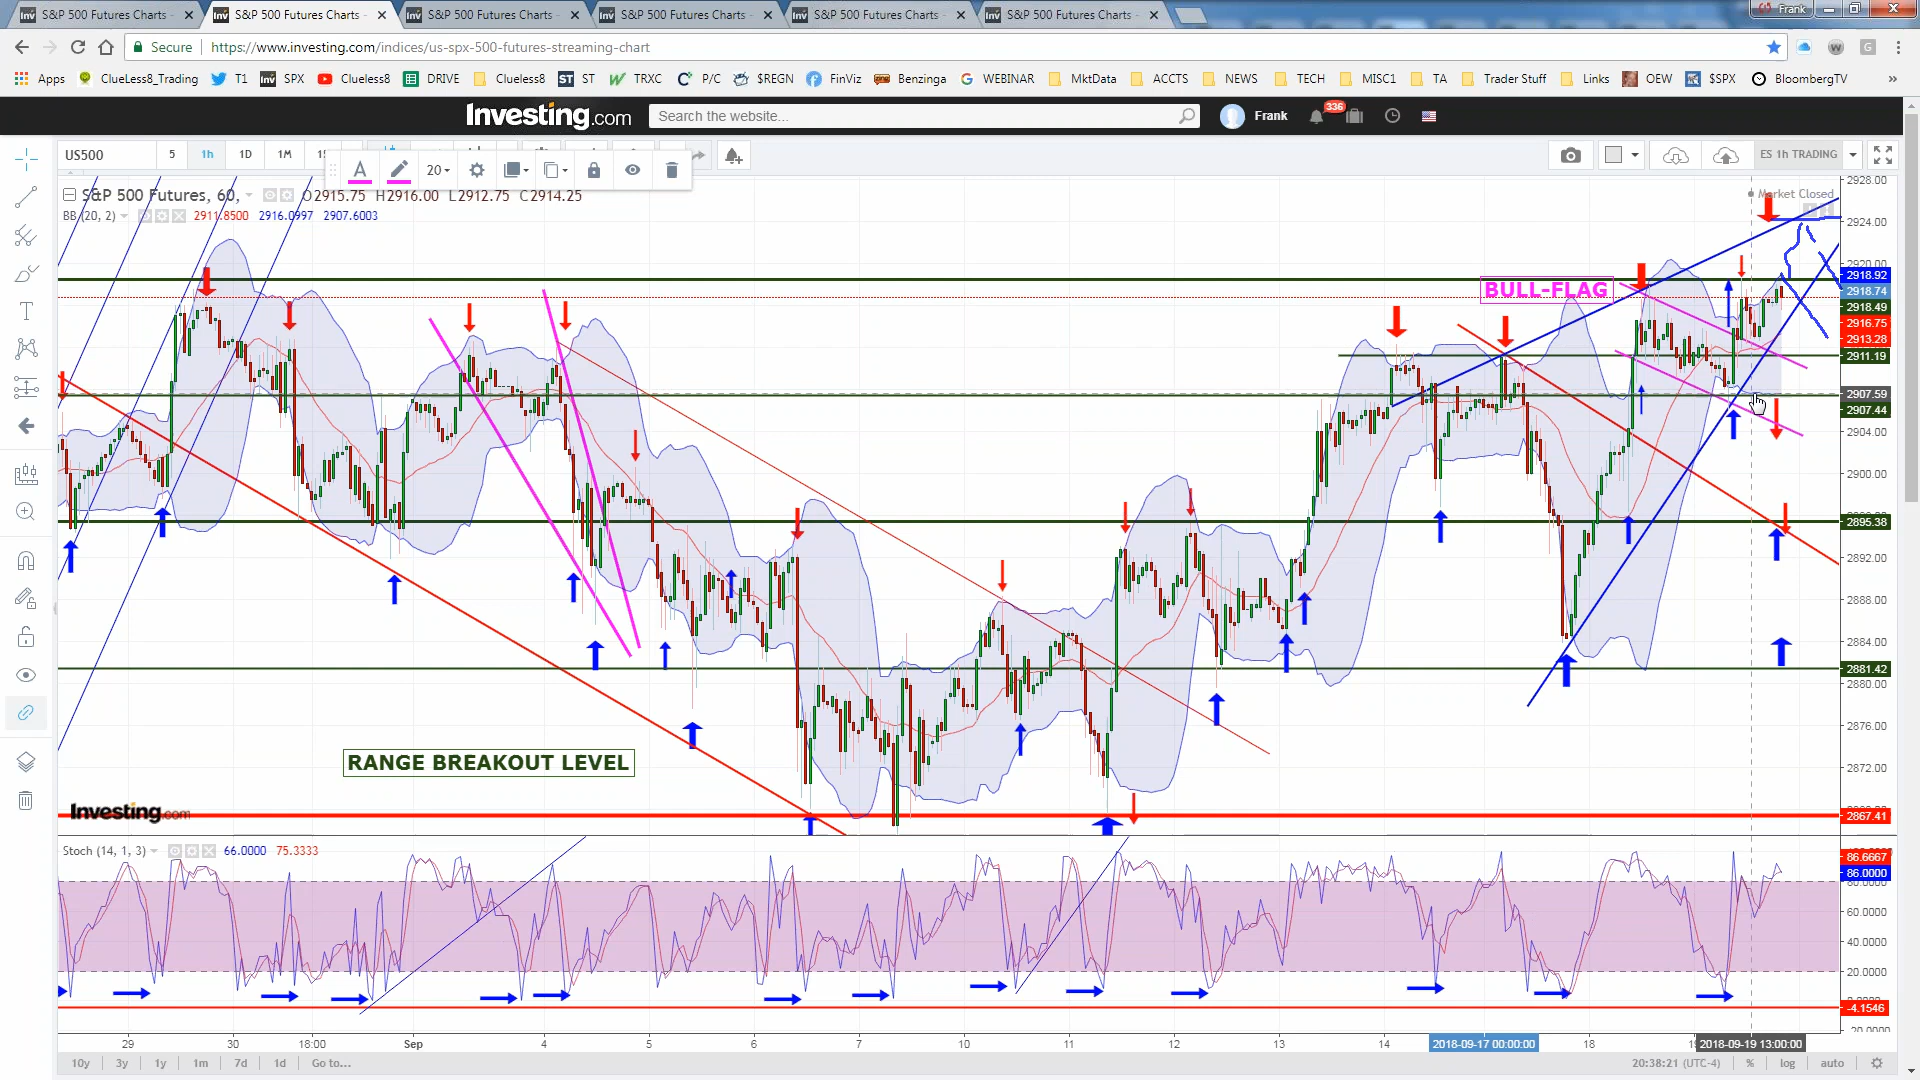 S&P 500 Futures Charts - S&P 500 Futures Charts - S&P 500 Futures Charts - S&P 500 Futures Charts - S&P 500 Futures Charts - S&P 500 Futures Charts - Frank
Secure https://www.investing.com/indices/us-spx-500-futures-streaming-chart
Apps ClueLess8_Trading T1 SPX Clueless8 DRIVE Clueless8 ST TRXC P/C $REGN FinViz Benzinga WEBINAR MktData ACCTS NEWS TECH MISC1 TA Trader Stuff Links OEW $SPX BloombergTV
Investing.com Search the website... Frank 336
US500 5 1h 1D 1M ES 1h TRADING
20
S&P 500 Futures, 60, O2915.75 H2916.00 L2912.75 C2914.25
Market Closed
BB (20, 2) 2911.8500 2916.0997 2907.6003
2928.00
2924.00
2920.00
2918.92
BULL-FLAG
2918.74
2918.49
2916.75
2913.28
2911.19
2907.59
2907.44
2904.00
2900.00
2895.38
2892.00
2888.00
2884.00
2881.42
2880.00
2876.00
RANGE BREAKOUT LEVEL
2872.00
Investing.com
2867.41
Stoch (14, 1, 3) 66.0000 75.3333
86.6667
86.0000
60.0000
40.0000
20.0000
-4.1546
29 30 18:00 Sep 4 5 6 7 10 11 12 13 14 2018-09-17 00:00:00 18 2018-09-19 13:00:00
10y 3y 1y 1m 7d 1d Go to... 20:38:21 (UTC-4) % log auto